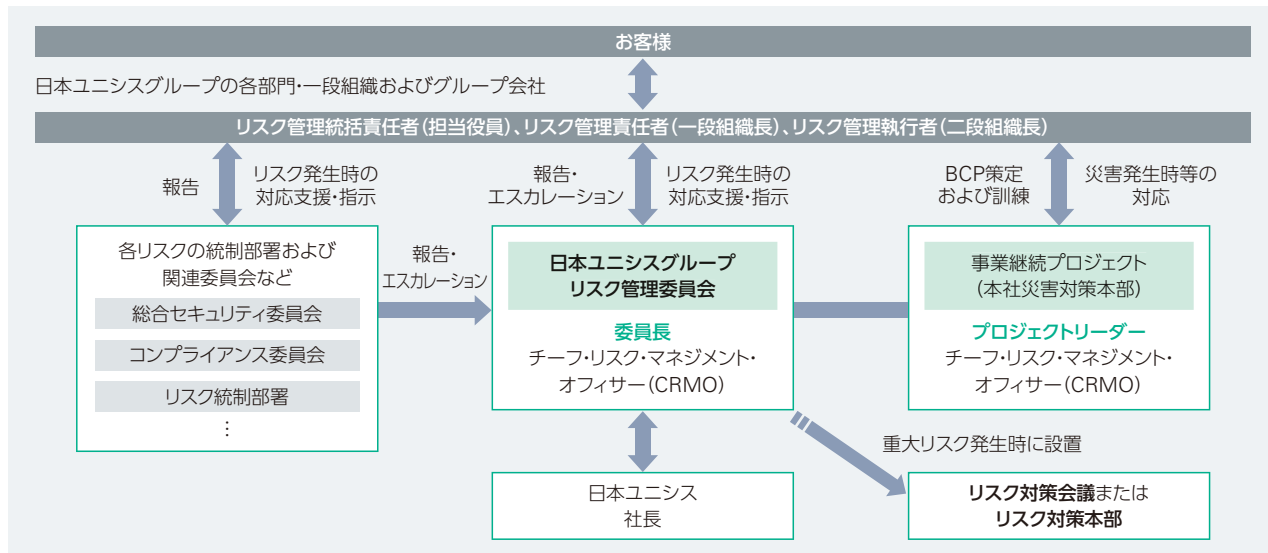 お客様
日本ユニシスグループの各部門・一段組織およびグループ会社
リスク管理統括責任者(担当役員)、リスク管理責任者(一段組織長)、リスク管理執行者(二段組織長)
報告
リスク発生時の
対応支援・指示
報告・
エスカレーション
リスク発生時の
対応支援・指示
BCP策定
および訓練
災害発生時等の
対応
各リスクの統制部署および
関連委員会など
総合セキュリティ委員会
コンプライアンス委員会
リスク統制部署
⋮
報告・
エスカレーション
日本ユニシスグループ
リスク管理委員会
委員長
チーフ・リスク・マネジメント・
オフィサー(CRMO)
事業継続プロジェクト
(本社災害対策本部)
プロジェクトリーダー
チーフ・リスク・マネジメント・
オフィサー(CRMO)
重大リスク発生時に設置
日本ユニシス
社長
リスク対策会議または
リスク対策本部